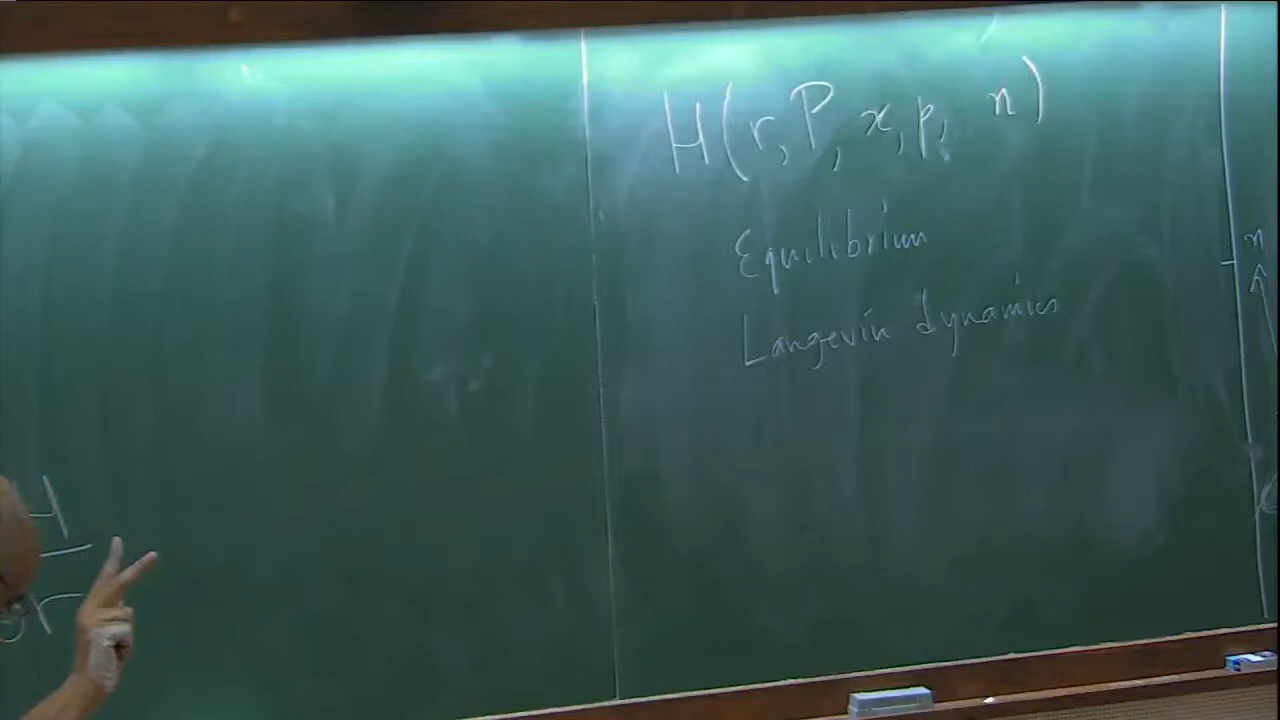 H(r, P, x, p, n)
Equilibrium
Langevin dynamics
n
H
r